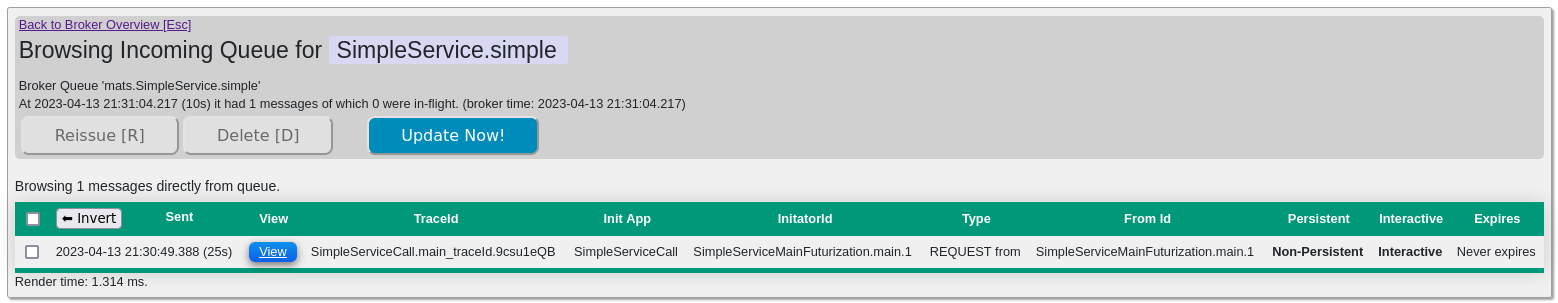 Back to Broker Overview [Esc]
Browsing Incoming Queue for SimpleService.simple
Broker Queue 'mats.SimpleService.simple'
At 2023-04-13 21:31:04.217 (10s) it had 1 messages of which 0 were in-flight. (broker time: 2023-04-13 21:31:04.217)
Reissue [R] Delete [D] Update Now!
Browsing 1 messages directly from queue.
⬅ Invert Sent View TraceId Init App InitatorId Type From Id Persistent Interactive Expires
2023-04-13 21:30:49.388 (25s) View SimpleServiceCall.main_traceId.9csu1eQB SimpleServiceCall SimpleServiceMainFuturization.main.1 REQUEST from SimpleServiceMainFuturization.main.1 Non-Persistent Interactive Never expires
Render time: 1.314 ms.